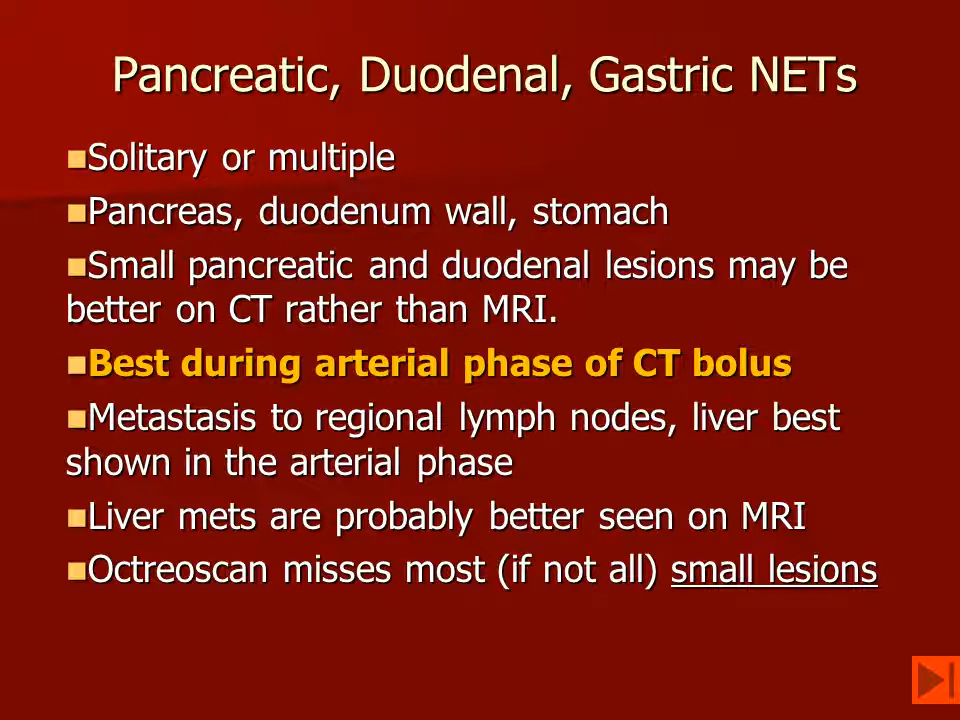 Pancreatic, Duodenal, Gastric NETs
Solitary or multiple
Pancreas, duodenum wall, stomach
Small pancreatic and duodenal lesions may be
better on CT rather than MRI.
Best during arterial phase of CT bolus
Metastasis to regional lymph nodes, liver best
shown in the arterial phase
Liver mets are probably better seen on MRI
Octreoscan misses most (if not all) small lesions